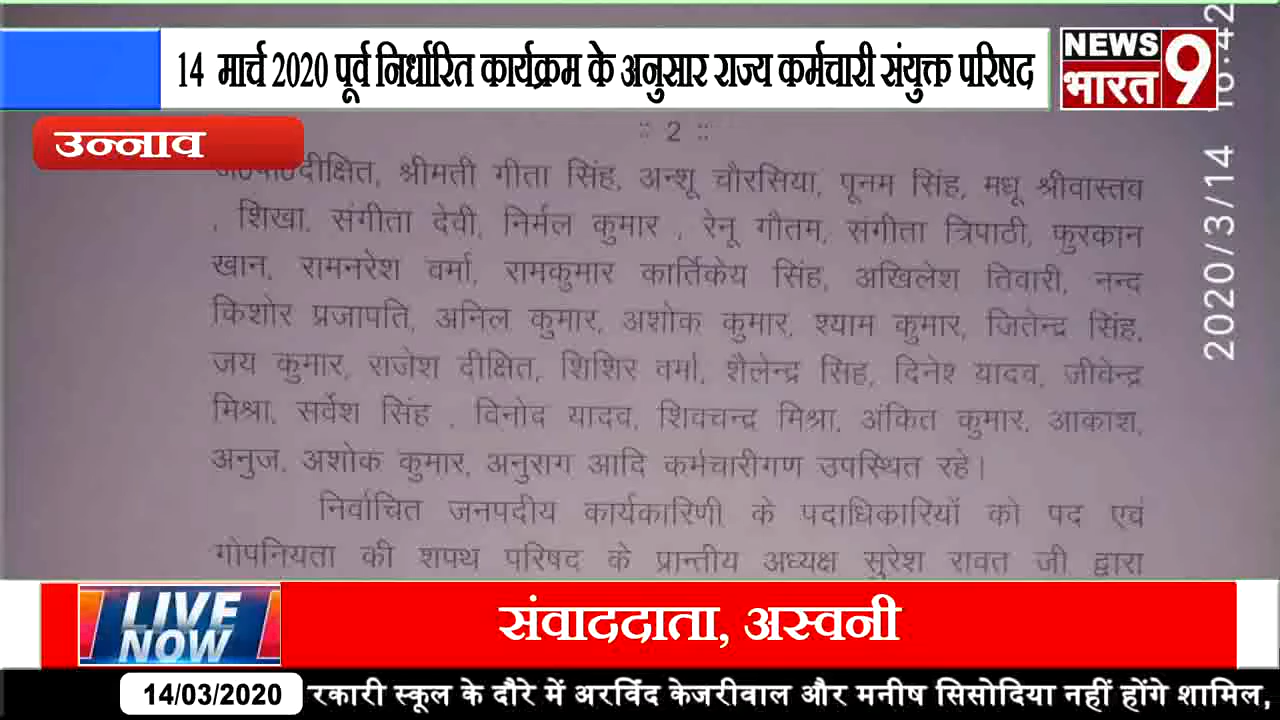 14 मार्च 2020 पूर्व निर्धारित कार्यक्रम के अनुसार राज्य कर्मचारी संयुक्त परिषद
NEWS
भारत 9
उन्नाव
:: 2 ::
दीक्षित, श्रीमती गीता सिंह, अन्शू चौरसिया, पूनम सिंह, मधू श्रीवास्तव
, शिखा, संगीता देवी, निर्मल कुमार , रेनू गौतम, संगीता त्रिपाठी, फुरकान
खान, रामनरेश वर्मा, रामकुमार कार्तिकेय सिंह, अखिलेश तिवारी, नन्द
किशोर प्रजापति, अनिल कुमार, अशोक कुमार, श्याम कुमार, जितेन्द्र सिंह,
जय कुमार, राजेश दीक्षित, शिशिर वर्मा, शैलेन्द्र सिह, दिनेश यादव, जीवेन्द्र
मिश्रा, सर्वेश सिंह , विनोद यादव, शिवचन्द्र मिश्रा, अंकित कुमार, आकाश,
अनुज, अशोक कुमार, अनुराग आदि कर्मचारीगण उपस्थित रहे।
निर्वाचित जनपदीय कार्यकारिणी के पदाधिकारियों को पद एवं
गोपनियता की शपथ परिषद के प्रान्तीय अध्यक्ष सुरेश रावत जी द्वारा
2020/3/14 16:42
LIVE
NOW
संवाददाता, अस्वनी
14/03/2020 रकारी स्कूल के दौरे में अरविंद केजरीवाल और मनीष सिसोदिया नहीं होंगे शामिल,